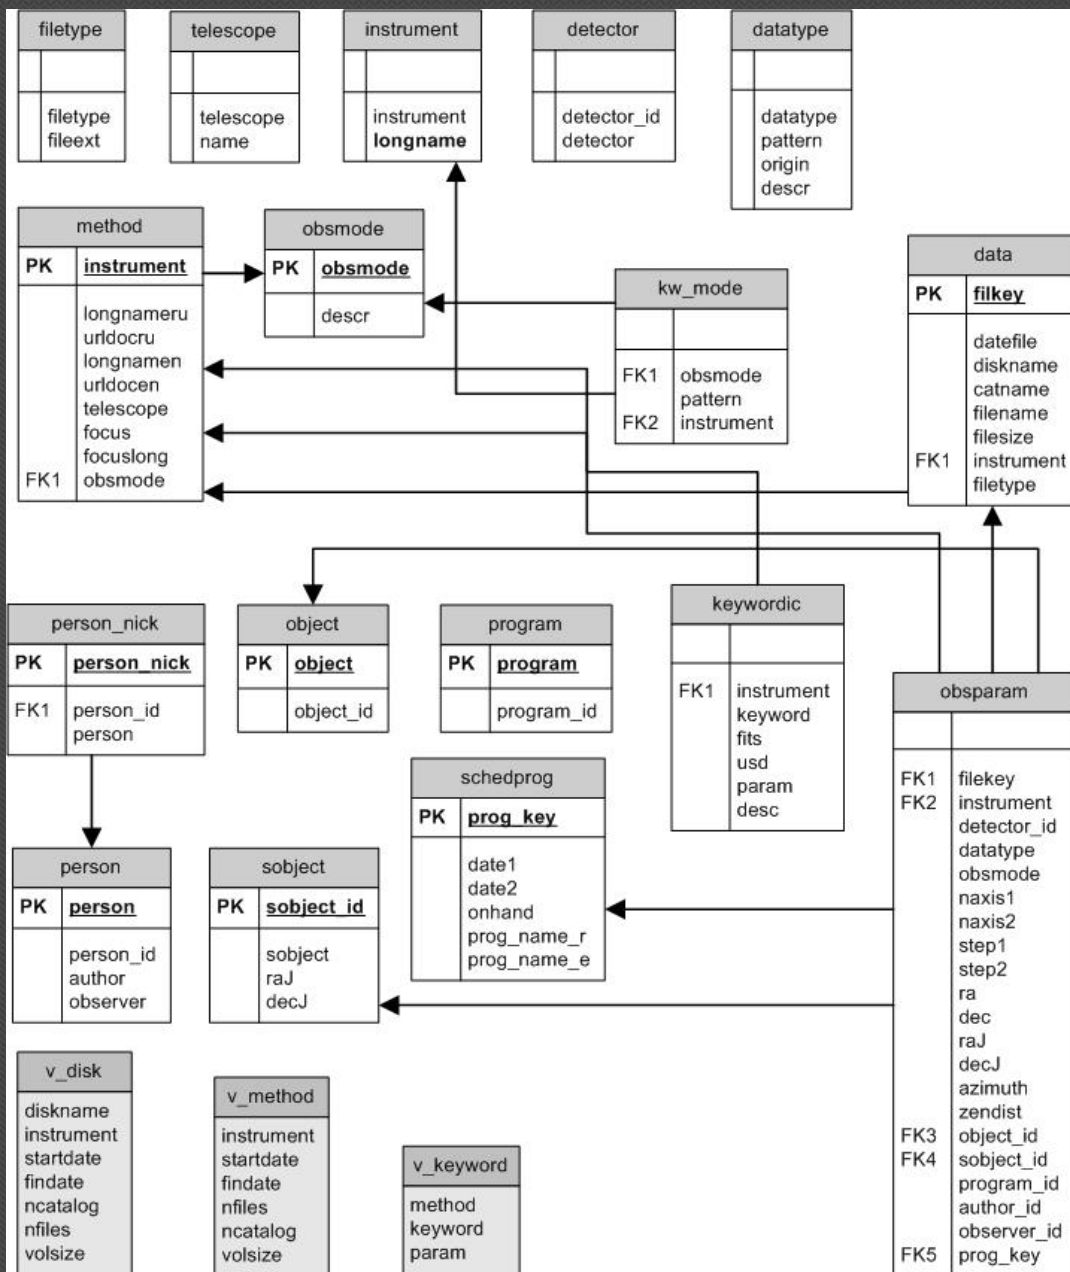 filetype
filetype
fileext
telescope
telescope
name
instrument
instrument
longname
detector
detector_id
detector
datatype
datatype
pattern
origin
descr
method
PK instrument
longnameru
urldocru
longnamen
urldocen
telescope
focus
focuslong
FK1 obsmode
obsmode
PK obsmode
descr
kw_mode
FK1 obsmode
pattern
FK2 instrument
data
PK filkey
datefile
diskname
catname
filename
filesize
FK1 instrument
filetype
person_nick
PK person_nick
FK1 person_id
person
object
PK object
object_id
program
PK program
program_id
keywordic
FK1 instrument
keyword
fits
usd
param
desc
obsparam
FK1 filekey
FK2 instrument
detector_id
datatype
obsmode
naxis1
naxis2
step1
step2
ra
dec
raJ
decJ
azimuth
zendist
FK3 object_id
FK4 sobject_id
program_id
author_id
observer_id
FK5 prog_key
schedprog
PK prog_key
date1
date2
onhand
prog_name_r
prog_name_e
person
PK person
person_id
author
observer
sobject
PK sobject_id
sobject
raJ
decJ
v_disk
diskname
instrument
startdate
findate
ncatalog
nfiles
volsize
v_method
instrument
startdate
findate
nfiles
ncatalog
volsize
v_keyword
method
keyword
param